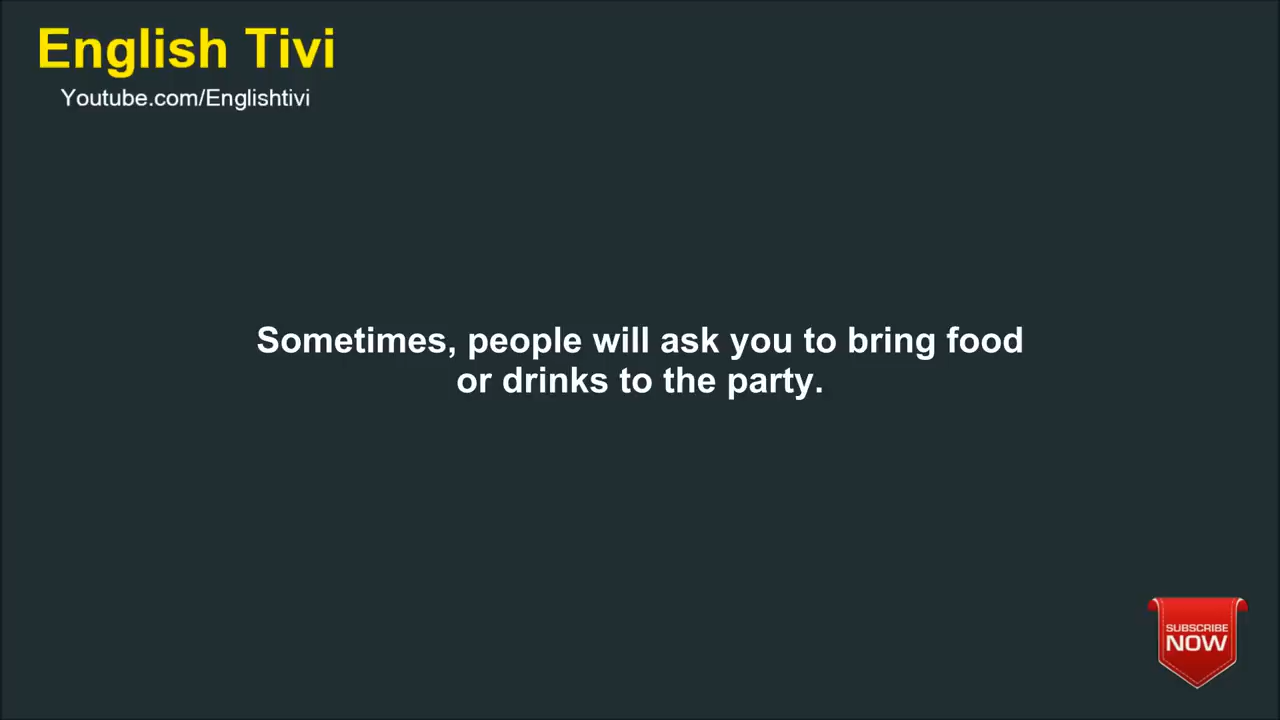 English Tivi
Youtube.com/Englishtivi
Sometimes, people will ask you to bring food
or drinks to the party.
SUBSCRIBE
NOW